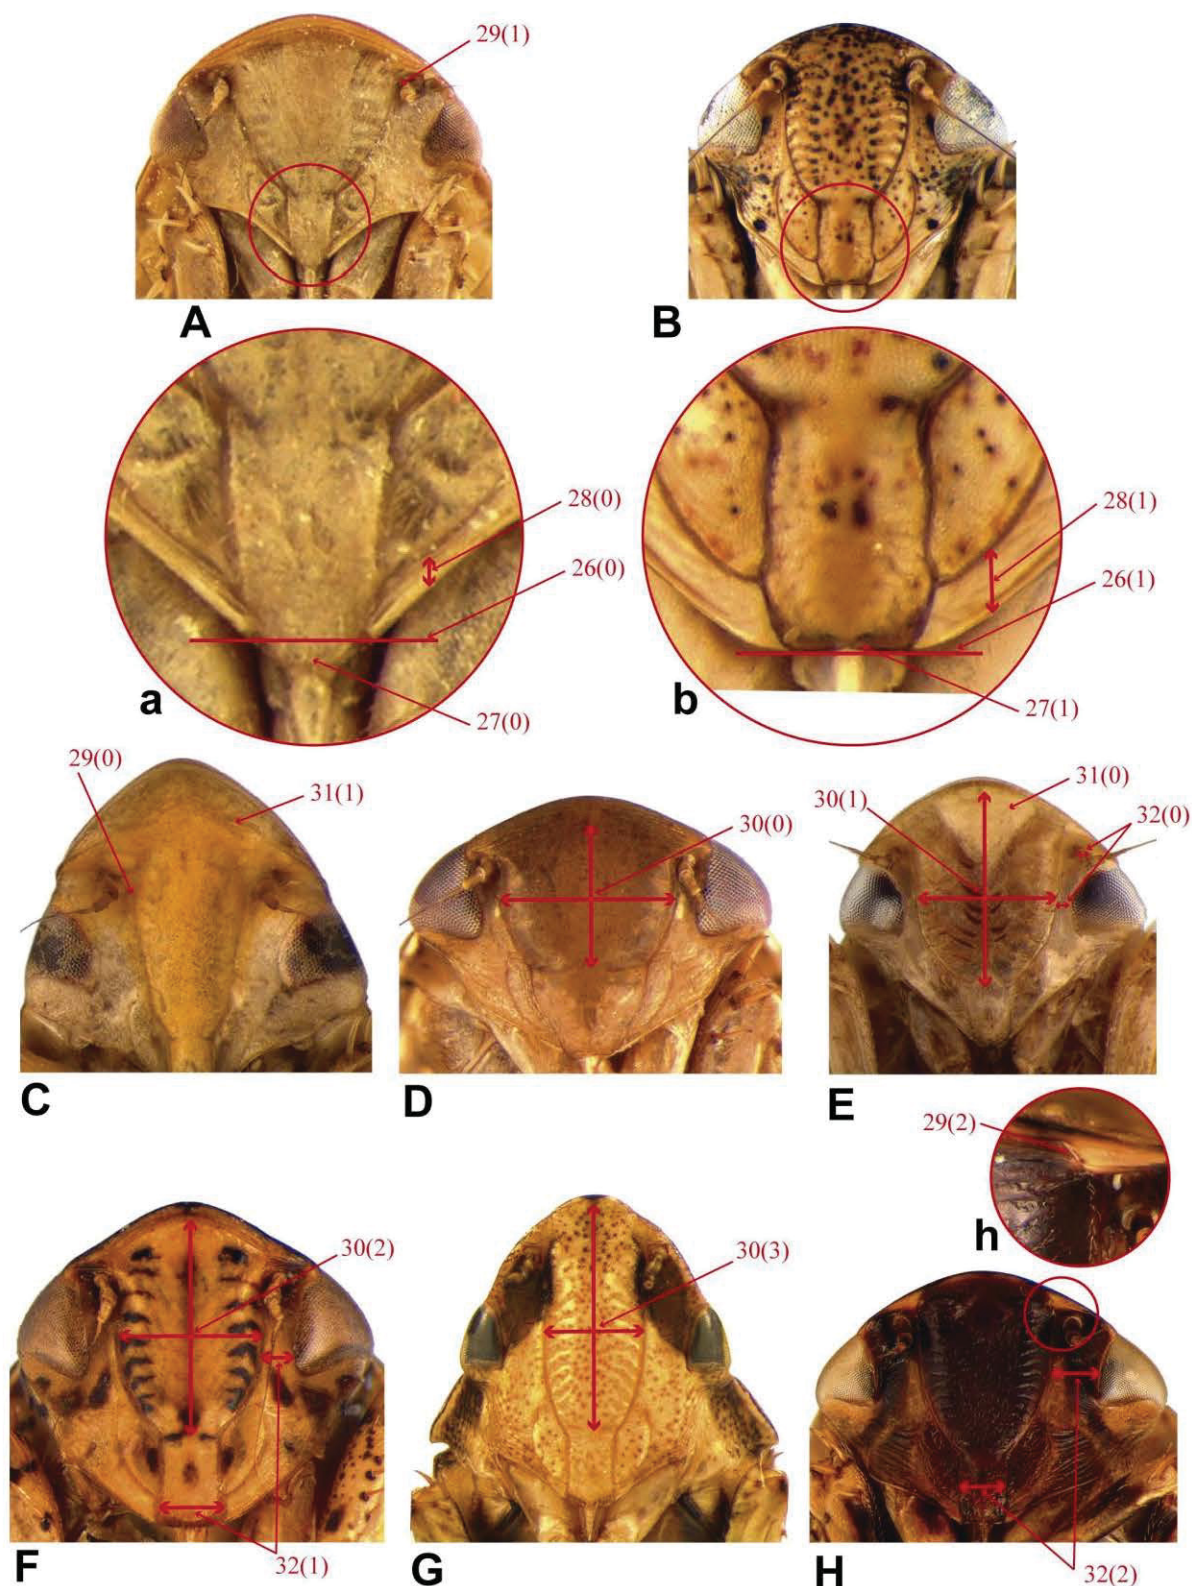 29(1)
A
B
28(0)
28(1)
26(0)
26(1)
a
b
27(0)
27(1)
29(0)
31(1)
31(0)
30(1)
30(0)
32(0)
C
D
E
29(2)
h
30(2)
30(3)
F
32(1)
G
H
32(2)